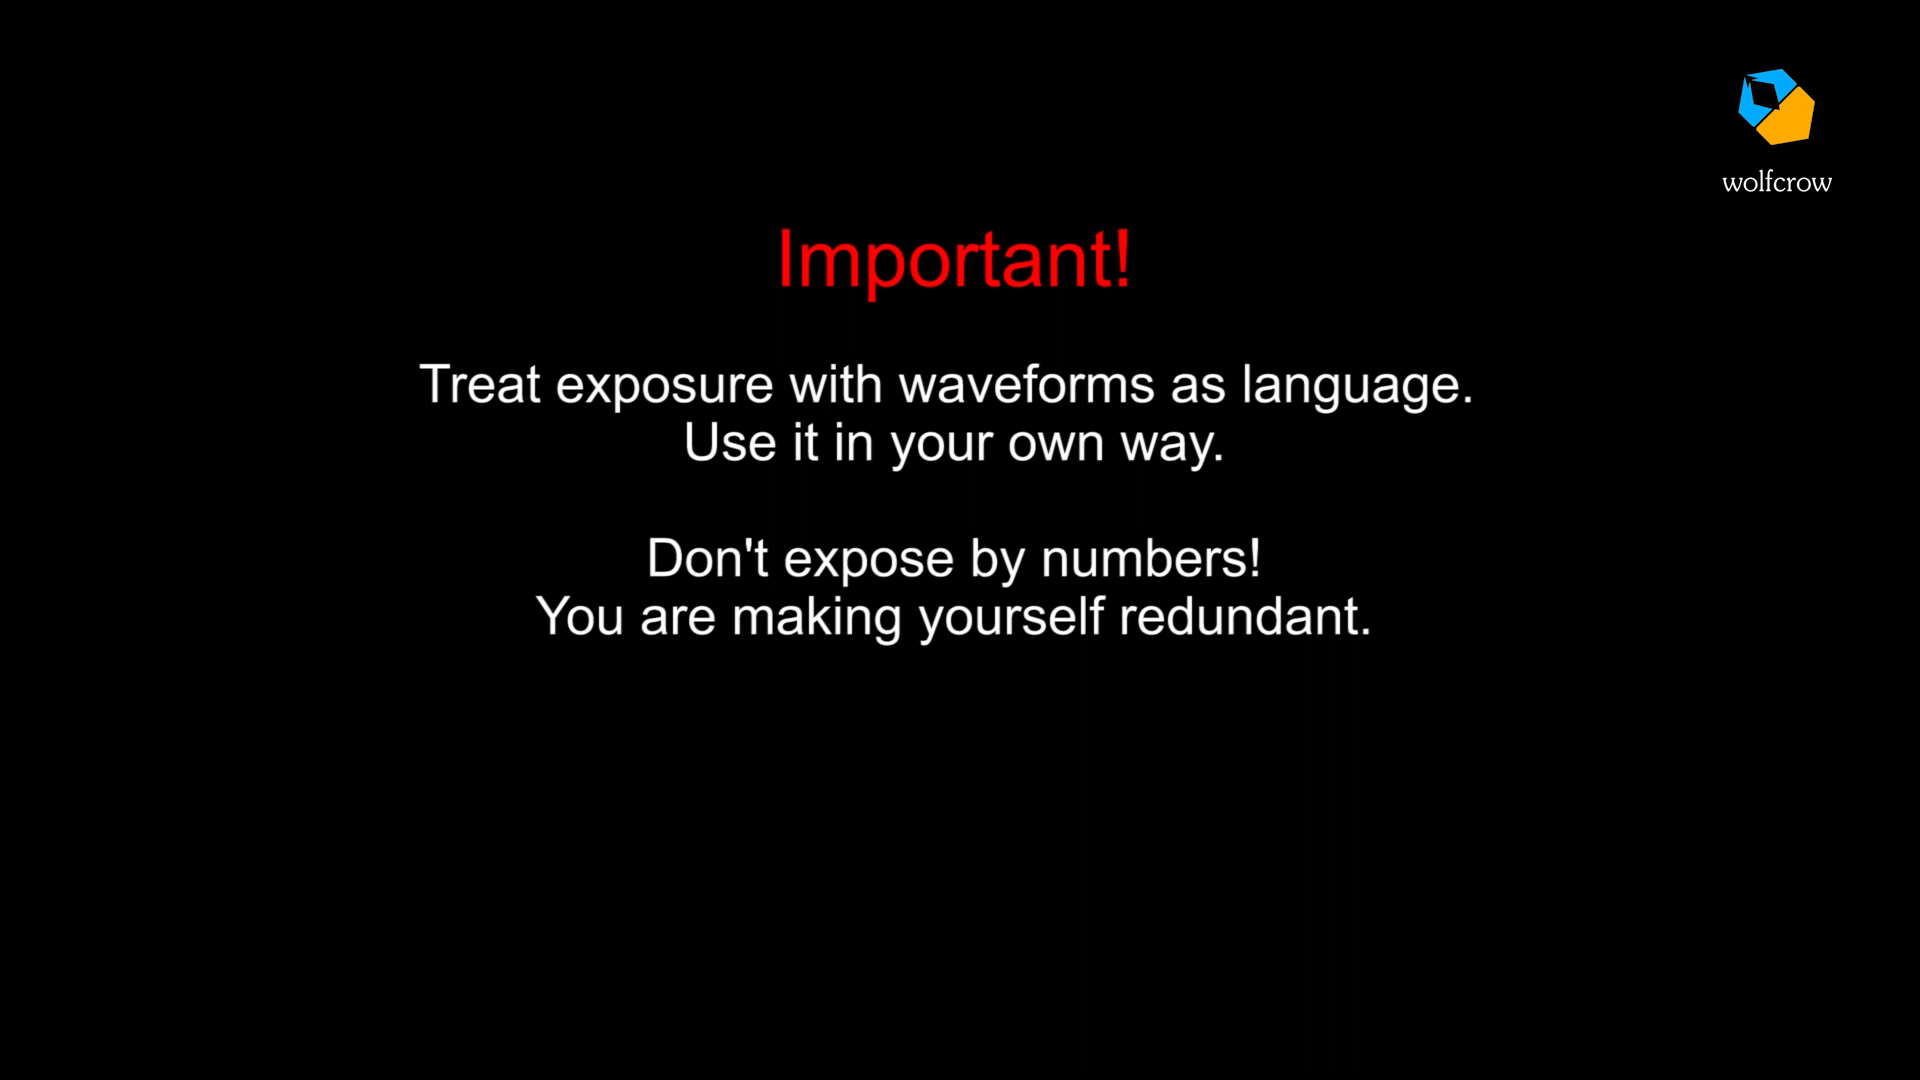 wolfcrow
Important!
Treat exposure with waveforms as language.
Use it in your own way.
Don't expose by numbers!
You are making yourself redundant.